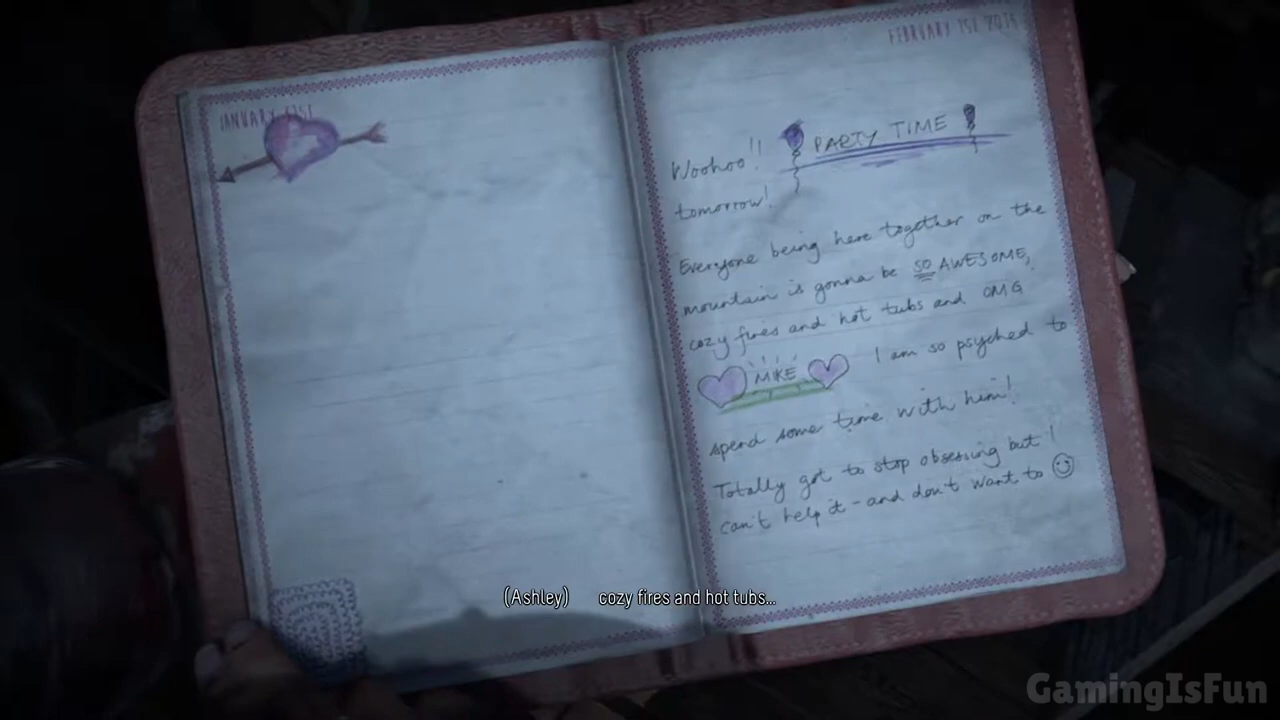 JANUARY 31ST
FEBRUARY 1ST 2014
Woohoo!! PARTY TIME
tomorrow!
Everyone being here together on the
mountain is gonna be SO AWESOME,
cozy fires and hot tubs and OMG
MIKE I am so psyched to
spend some time with him!
Totally got to stop obsessing but I
can't help it - and don't want to
(Ashley) cozy fires and hot tubs...
GamingIsFun